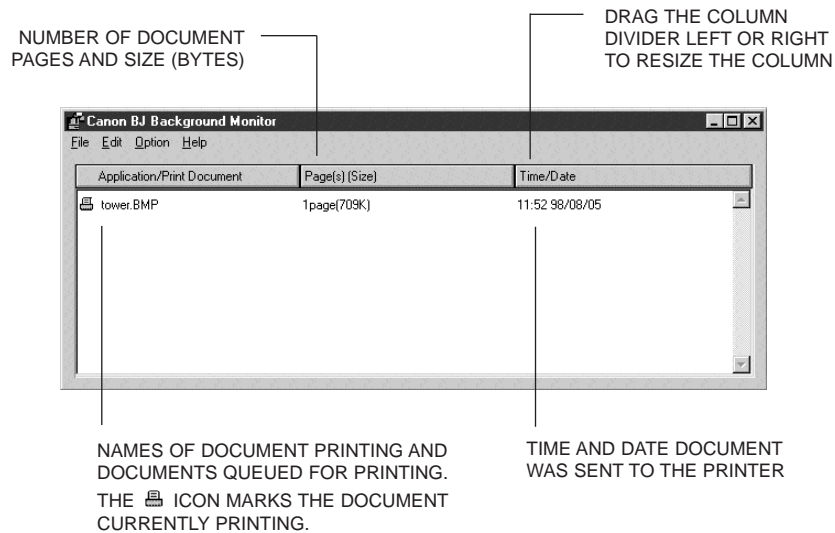 NUMBER OF DOCUMENT
PAGES AND SIZE (BYTES)
DRAG THE COLUMN
DIVIDER LEFT OR RIGHT
TO RESIZE THE COLUMN
Canon BJ Background Monitor
File Edit Option Help
Application/Print Document Page(s) (Size) Time/Date
tower.BMP 1page(709K) 11:52 98/08/05
NAMES OF DOCUMENT PRINTING AND
DOCUMENTS QUEUED FOR PRINTING.
THE ICON MARKS THE DOCUMENT
CURRENTLY PRINTING.
TIME AND DATE DOCUMENT
WAS SENT TO THE PRINTER